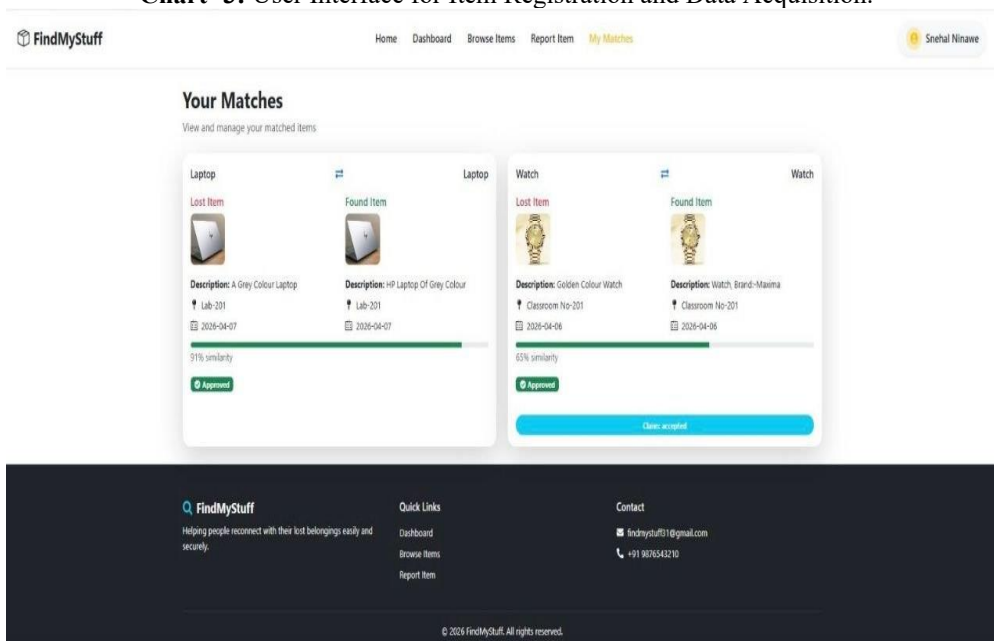 Chart -3: User Interface for Item Registration and Data Acquisition.
FindMyStuff
Home Dashboard Browse Items Report Item My Matches
Snehal Ninawe
Your Matches
View and manage your matched items
Laptop Laptop
Lost Item Found Item
Description: A Grey Colour Laptop Description: HP Laptop Of Grey Colour
Lab-201 Lab-201
2026-04-07 2026-04-07
91% similarity
Approved
Watch Watch
Lost Item Found Item
Description: Golden Colour Watch Description: Watch, Brand:-Maxima
Classroom No-201 Classroom No-201
2026-04-06 2026-04-06
65% similarity
Approved
Claim: accepted
FindMyStuff
Helping people reconnect with their lost belongings easily and
securely.
Quick Links
Dashboard
Browse Items
Report Item
Contact
findmystuff31@gmail.com
+91 9876543210
© 2026 FindMyStuff. All rights reserved.